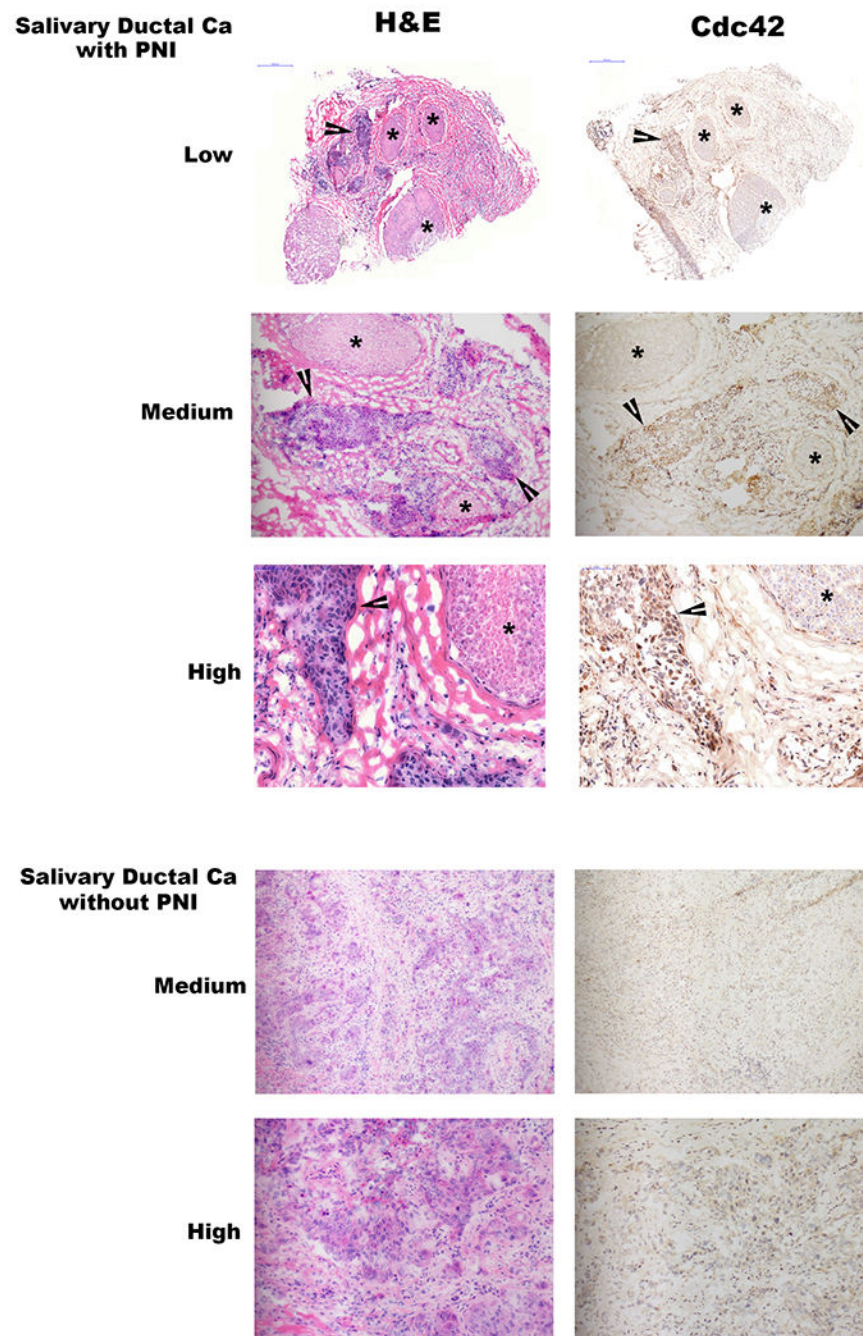 Salivary Ductal Ca
with PNI
H&E
Cdc42
Low
* * *
* * *
Medium
* *
* *
High
*
*
Salivary Ductal Ca
without PNI
Medium
High